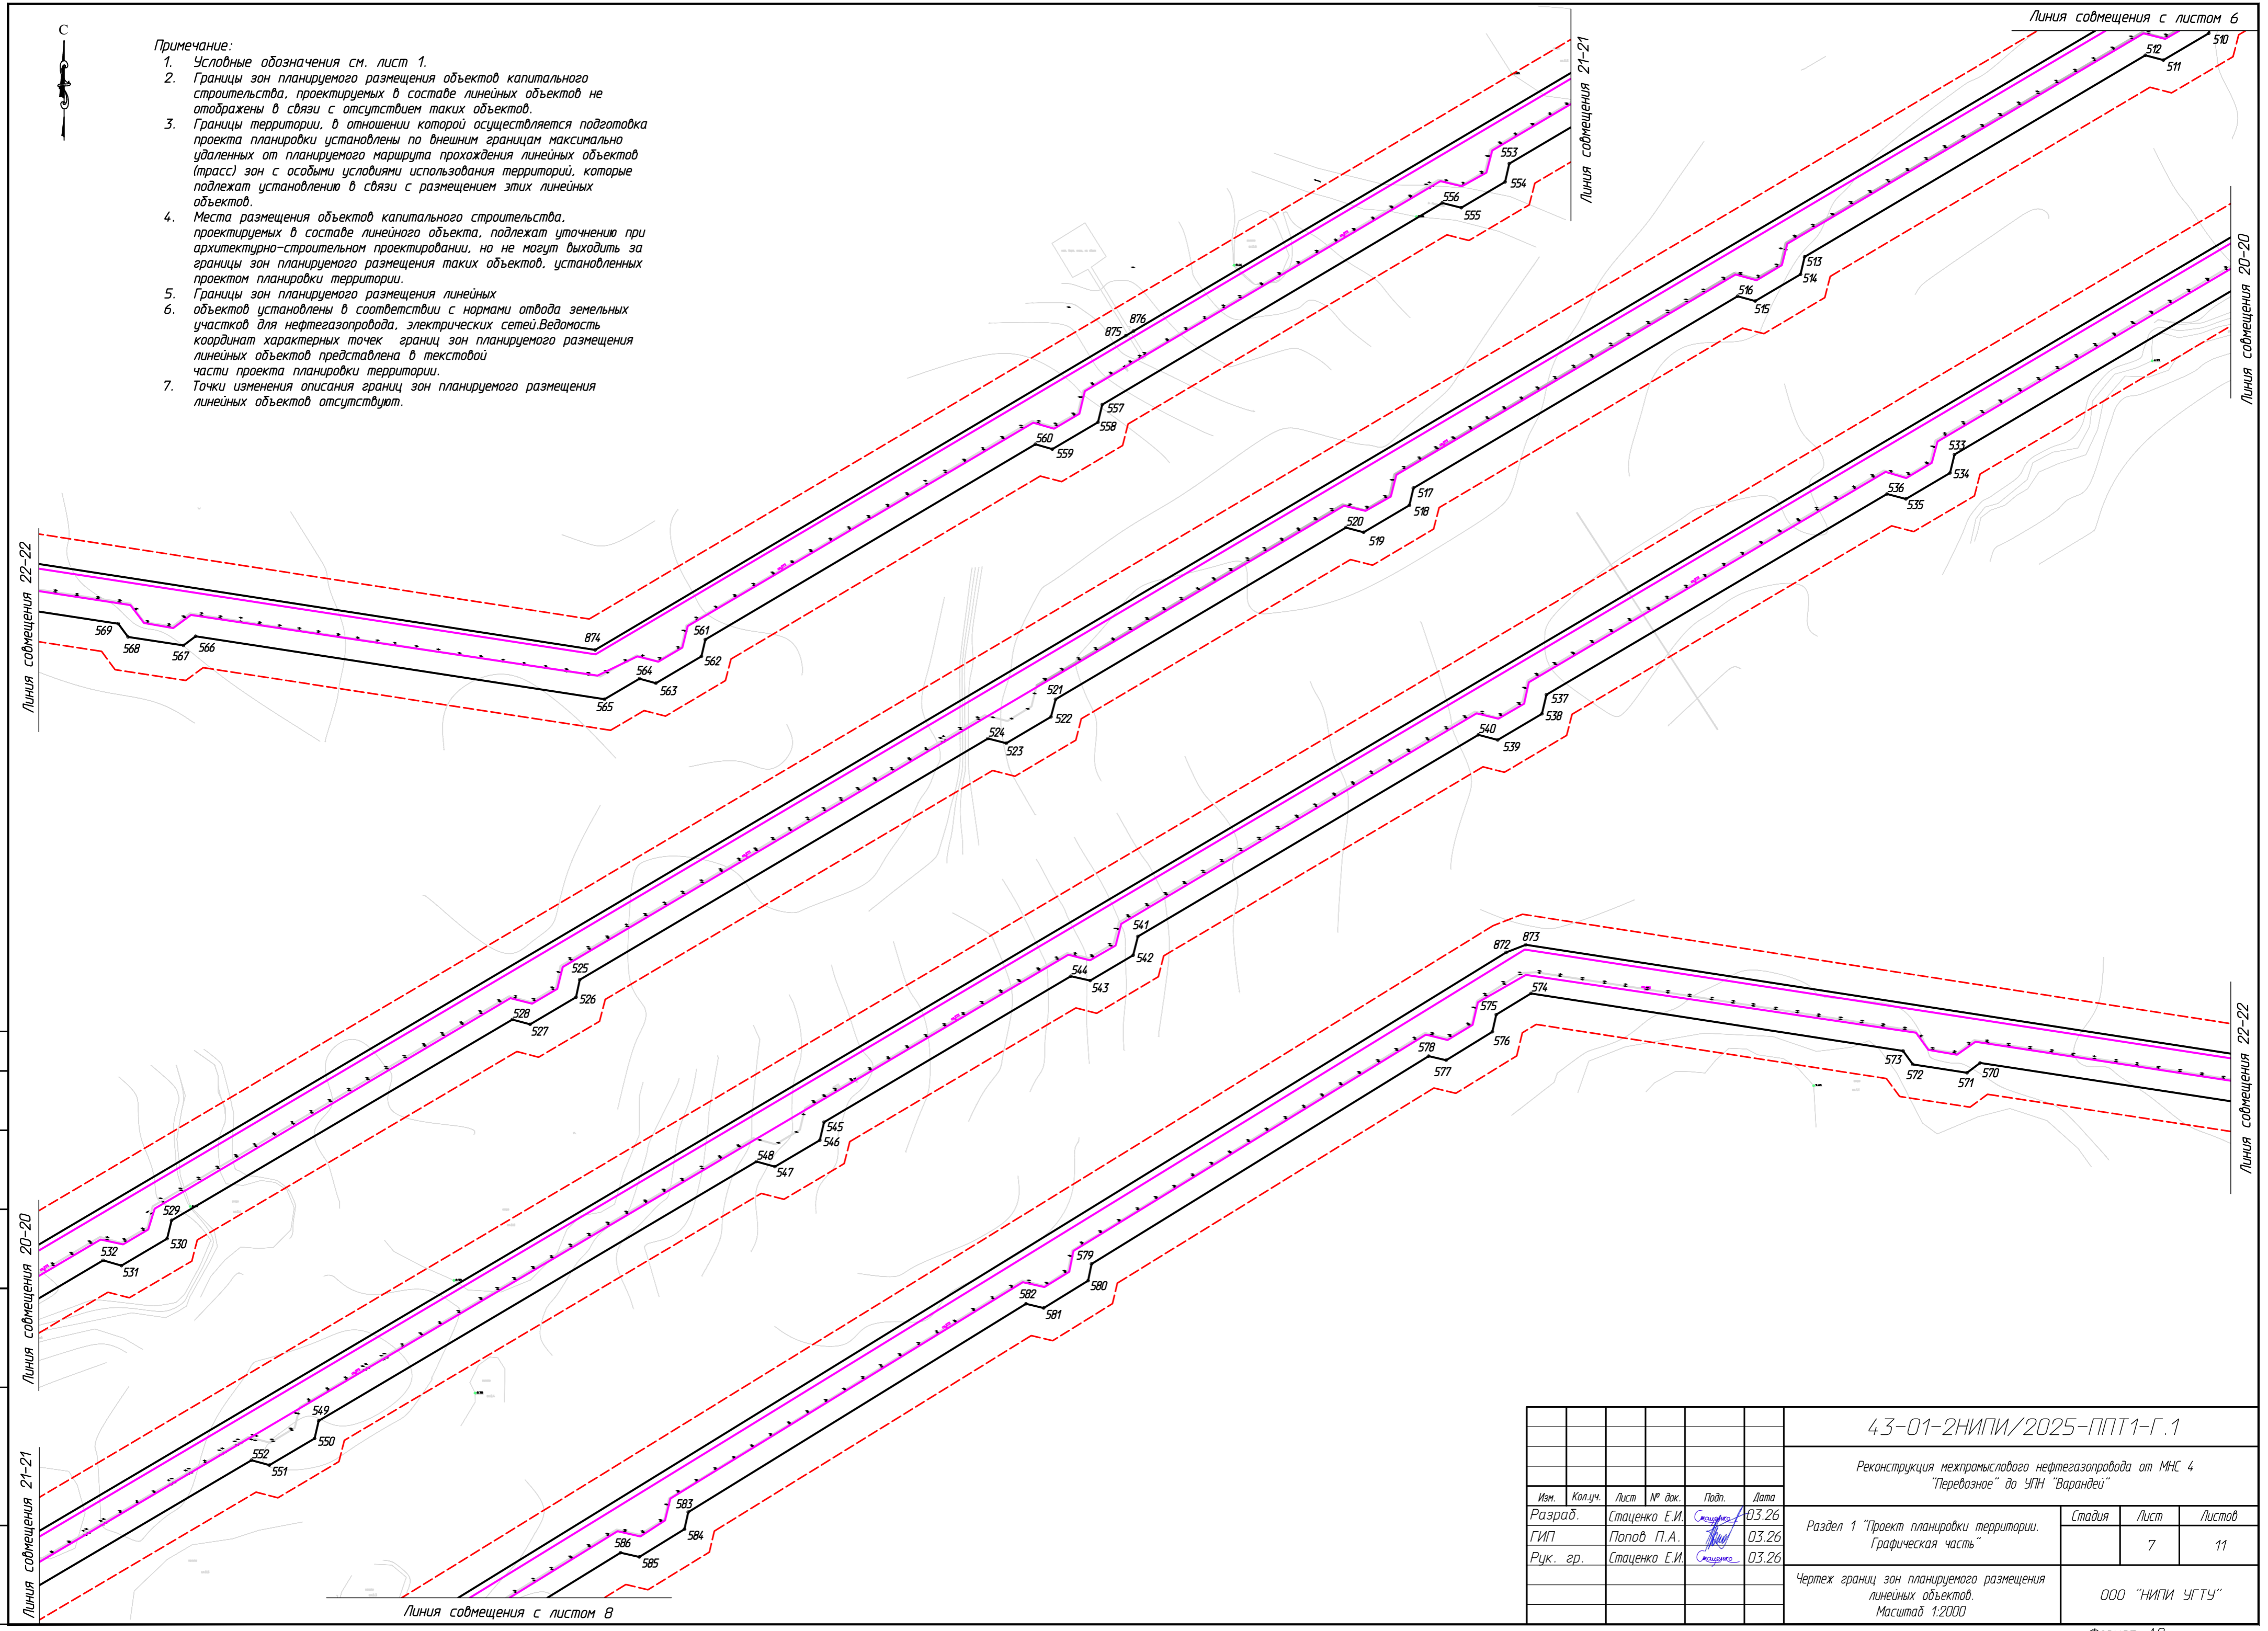 С
Примечание:
1. Условные обозначения см. лист 1.
2. Границы зон планируемого размещения объектов капитального
строительства, проектируемых в составе линейных объектов не
отображены в связи с отсутствием таких объектов.
3. Границы территории, в отношении которой осуществляется подготовка
проекта планировки установлены по внешним границам максимально
удаленных от планируемого маршрута прохождения линейных объектов
(трасс) зон с особыми условиями использования территорий, которые
подлежат установлению в связи с размещением этих линейных
объектов.
4. Места размещения объектов капитального строительства,
проектируемых в составе линейного объекта, подлежат уточнению при
архитектурно-строительном проектировании, но не могут выходить за
границы зон планируемого размещения таких объектов, установленных
проектом планировки территории.
5. Границы зон планируемого размещения линейных
6. объектов установлены в соответствии с нормами отвода земельных
участков для нефтегазопровода, электрических сетей.Ведомость
координат характерных точек границ зон планируемого размещения
линейных объектов представлена в текстовой
части проекта планировки территории.
7. Точки изменения описания границ зон планируемого размещения
линейных объектов отсутствуют.
Линия совмещения с листом 6
Линия совмещения 21-21
Линия совмещения 20-20
Линия совмещения 22-22
510
511
512
553
554
555
556
513
514
515
516
876
875
557
558
559
560
517
518
519
520
533
534
535
536
569
568
567
566
874
561
562
564
563
565
521
522
524
523
537
538
540
539
525
526
528
527
541
542
544
543
872
873
574
575
576
578
577
573
572
571
570
Линия совмещения 22-22
545
546
548
547
529
530
532
531
Линия совмещения 20-20
579
580
582
581
549
550
552
551
Линия совмещения 21-21
583
584
586
585
Линия совмещения с листом 8
43-01-2НИПИ/2025-ППТ1-Г.1
Реконструкция межпромыслового нефтегазопровода от МНС 4
"Перевозное" до УПН "Варандей"
Изм. Кол.уч. Лист № док. Подп. Дата
Разраб. Стаценко Е.И. Стаценко 03.26
ГИП Попов П.А. 03.26
Рук. гр. Стаценко Е.И. Стаценко 03.26
Раздел 1 "Проект планировки территории.
Графическая часть"
Стадия Лист Листов
7 11
Чертеж границ зон планируемого размещения
линейных объектов.
Масштаб 1:2000
ООО "НИПИ УГТУ"